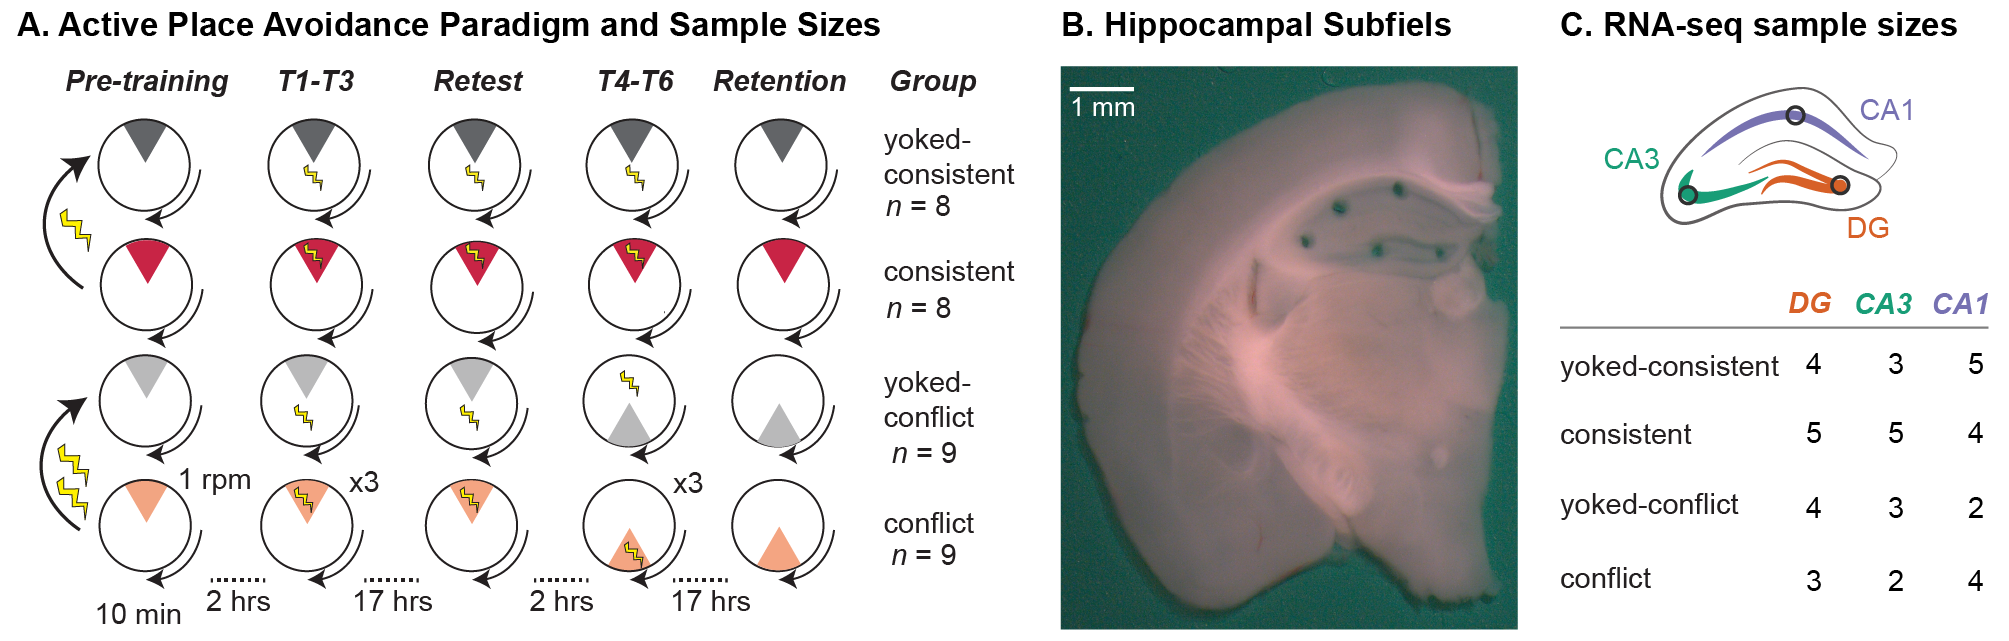 A. Active Place Avoidance Paradigm and Sample Sizes
Pre-training T1-T3 Retest T4-T6 Retention Group
yoked-
consistent
n = 8
consistent
n = 8
yoked-
conflict
n = 9
1 rpm x3 x3
conflict
n = 9
2 hrs 17 hrs 2 hrs 17 hrs
10 min
B. Hippocampal Subfiels
1 mm
C. RNA-seq sample sizes
CA1
CA3
DG
DG CA3 CA1
yoked-consistent 4 3 5
consistent 5 5 4
yoked-conflict 4 3 2
conflict 3 2 4